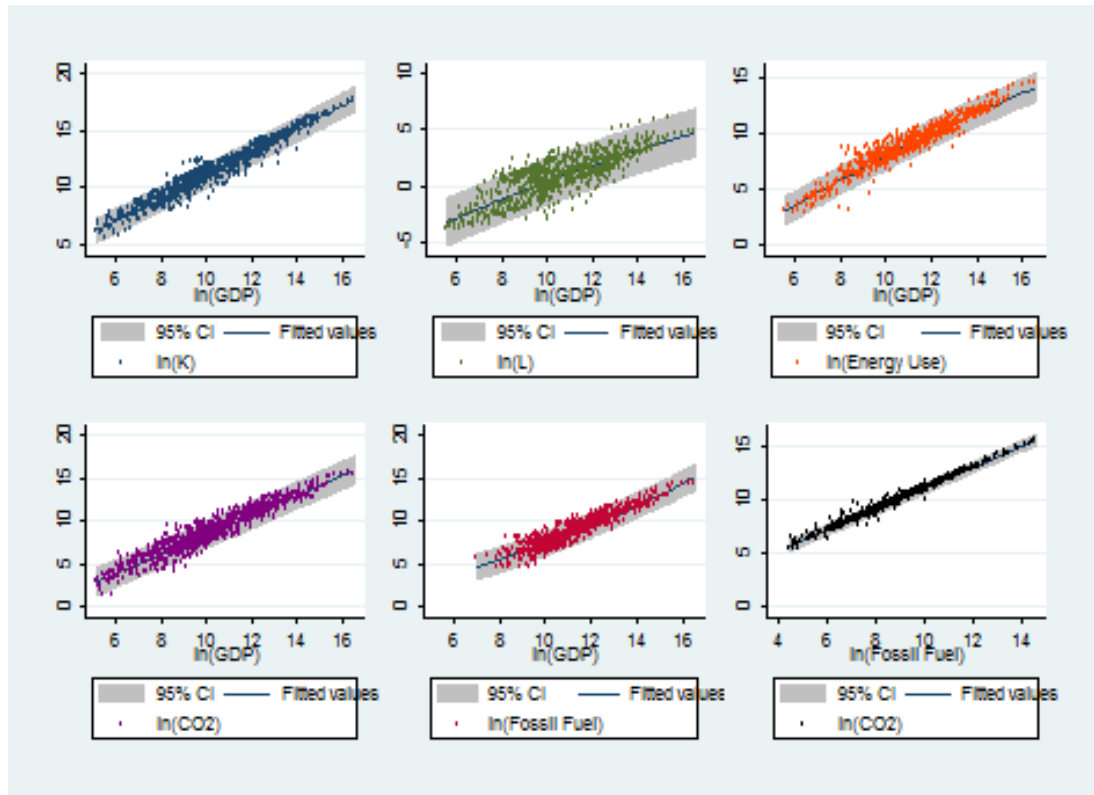 20
15
10
5
6 8 10 12 14 16
ln(GDP)
95% CI Fitted values
ln(K)
10
5
0
-5
6 8 10 12 14 16
ln(GDP)
95% CI Fitted values
ln(L)
15
10
5
0
6 8 10 12 14 16
ln(GDP)
95% CI Fitted values
ln(Energy Use)
20
15
10
5
0
6 8 10 12 14 16
ln(GDP)
95% CI Fitted values
ln(CO2)
20
15
10
5
0
6 8 10 12 14 16
ln(GDP)
95% CI Fitted values
ln(Fossil Fuel)
15
10
5
0
4 6 8 10 12 14
ln(Fossil Fuel)
95% CI Fitted values
ln(CO2)